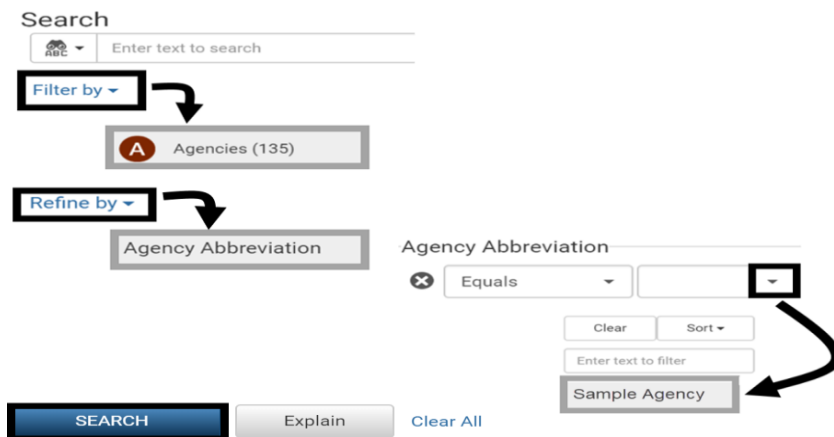 Search
ABC
Enter text to search
Filter by
A
Agencies (135)
Refine by
Agency Abbreviation
Agency Abbreviation
Equals
Clear
Sort
Enter text to filter
Sample Agency
SEARCH
Explain
Clear All